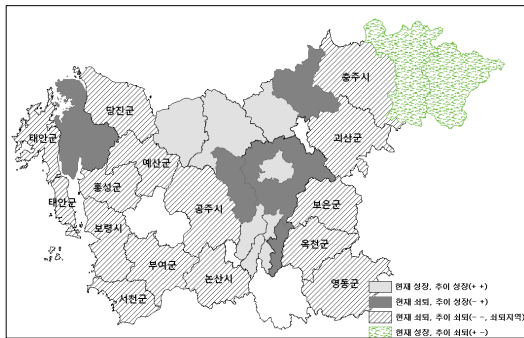 충주시
당진군
괴산군
태안군
예산군
홍성군
태안군
보은군
공주시
보령시
옥천군
부여군
논산시
영동군
서천군
현재 성장, 추이 성장(+ +)
현재 쇠퇴, 추이 성장(- +)
현재 쇠퇴, 추이 쇠퇴(- -, 쇠퇴지역)
현재 성장, 추이 쇠퇴(+ -)